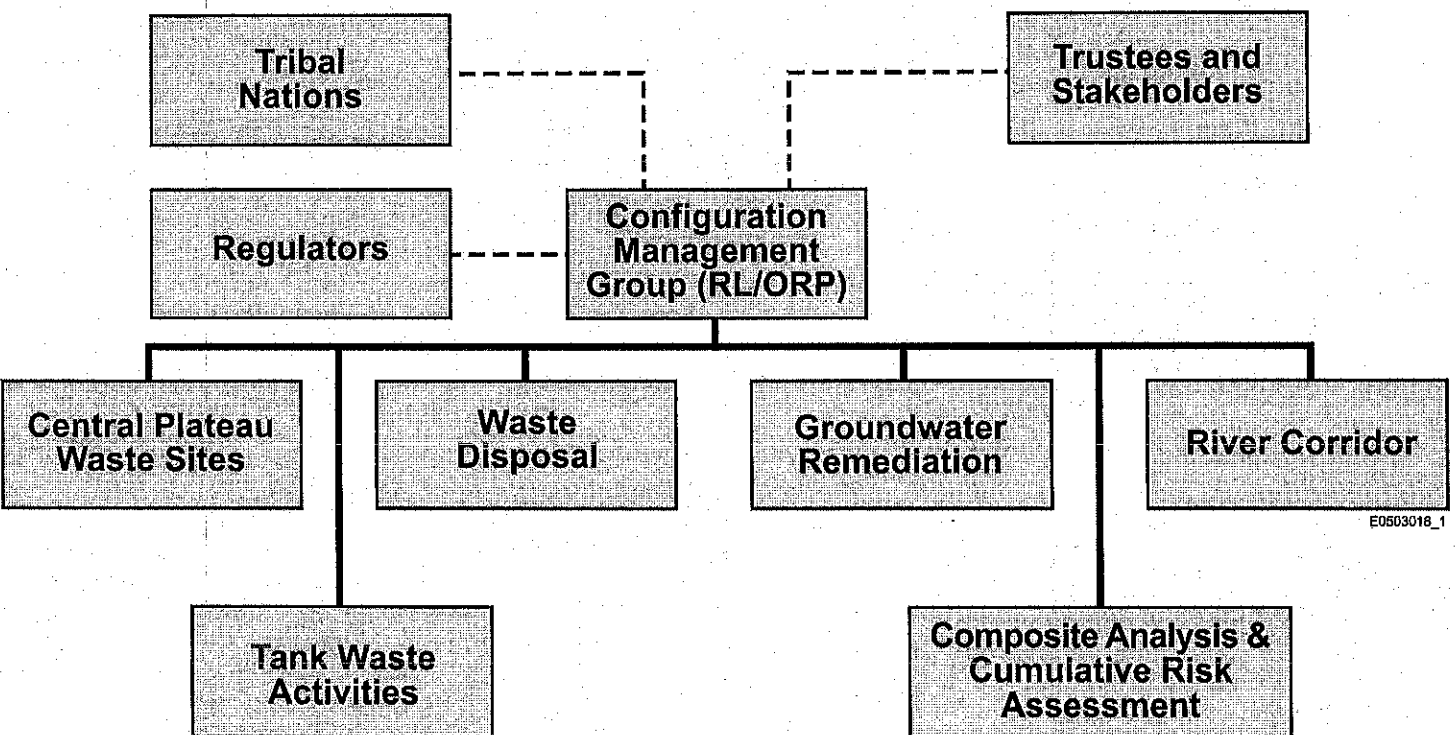 Tribal
Nations
Trustees and
Stakeholders
Regulators
Configuration
Management
Group (RL/ORP)
Central Plateau
Waste Sites
Waste
Disposal
Groundwater
Remediation
River Corridor
E0503018_1
Tank Waste
Activities
Composite Analysis &
Cumulative Risk
Assessment